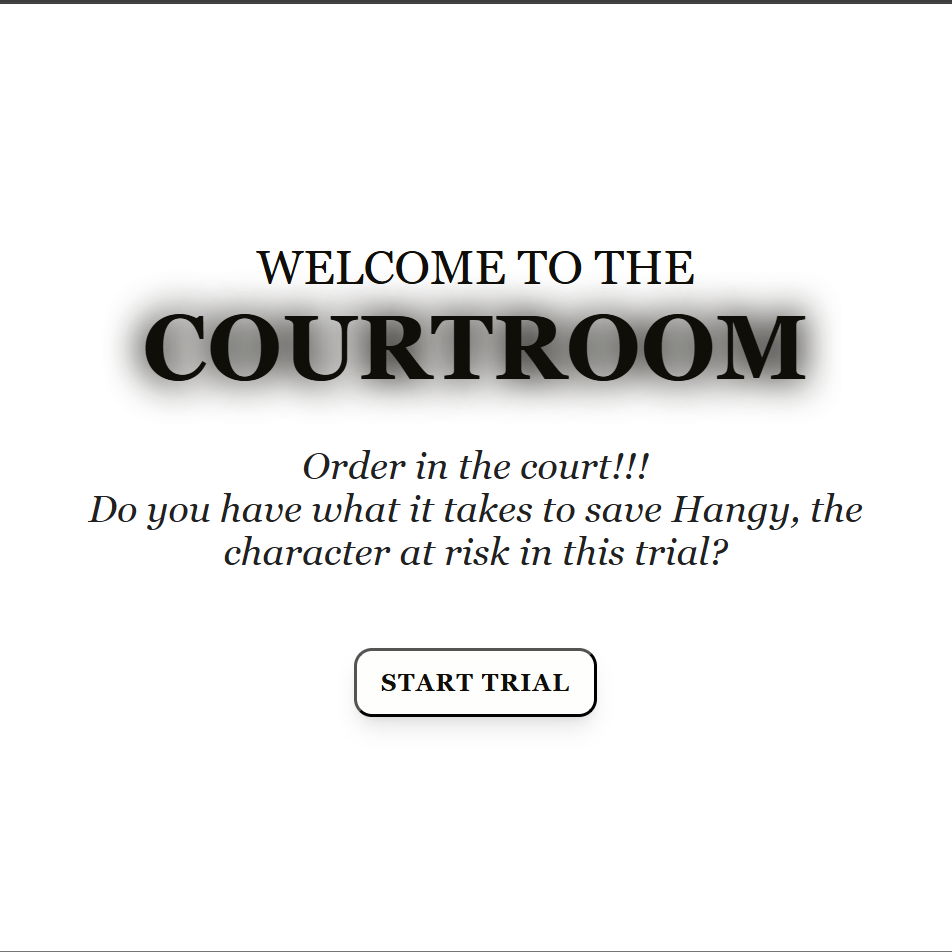 WELCOME TO THE
COURTROOM
Order in the court!!!
Do you have what it takes to save Hangy, the
character at risk in this trial?
START TRIAL